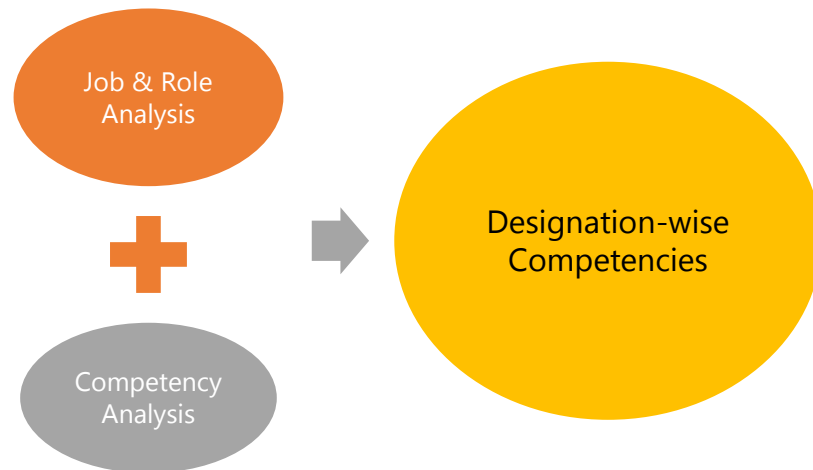 Job & Role
Analysis
Competency
Analysis
Designation-wise
Competencies